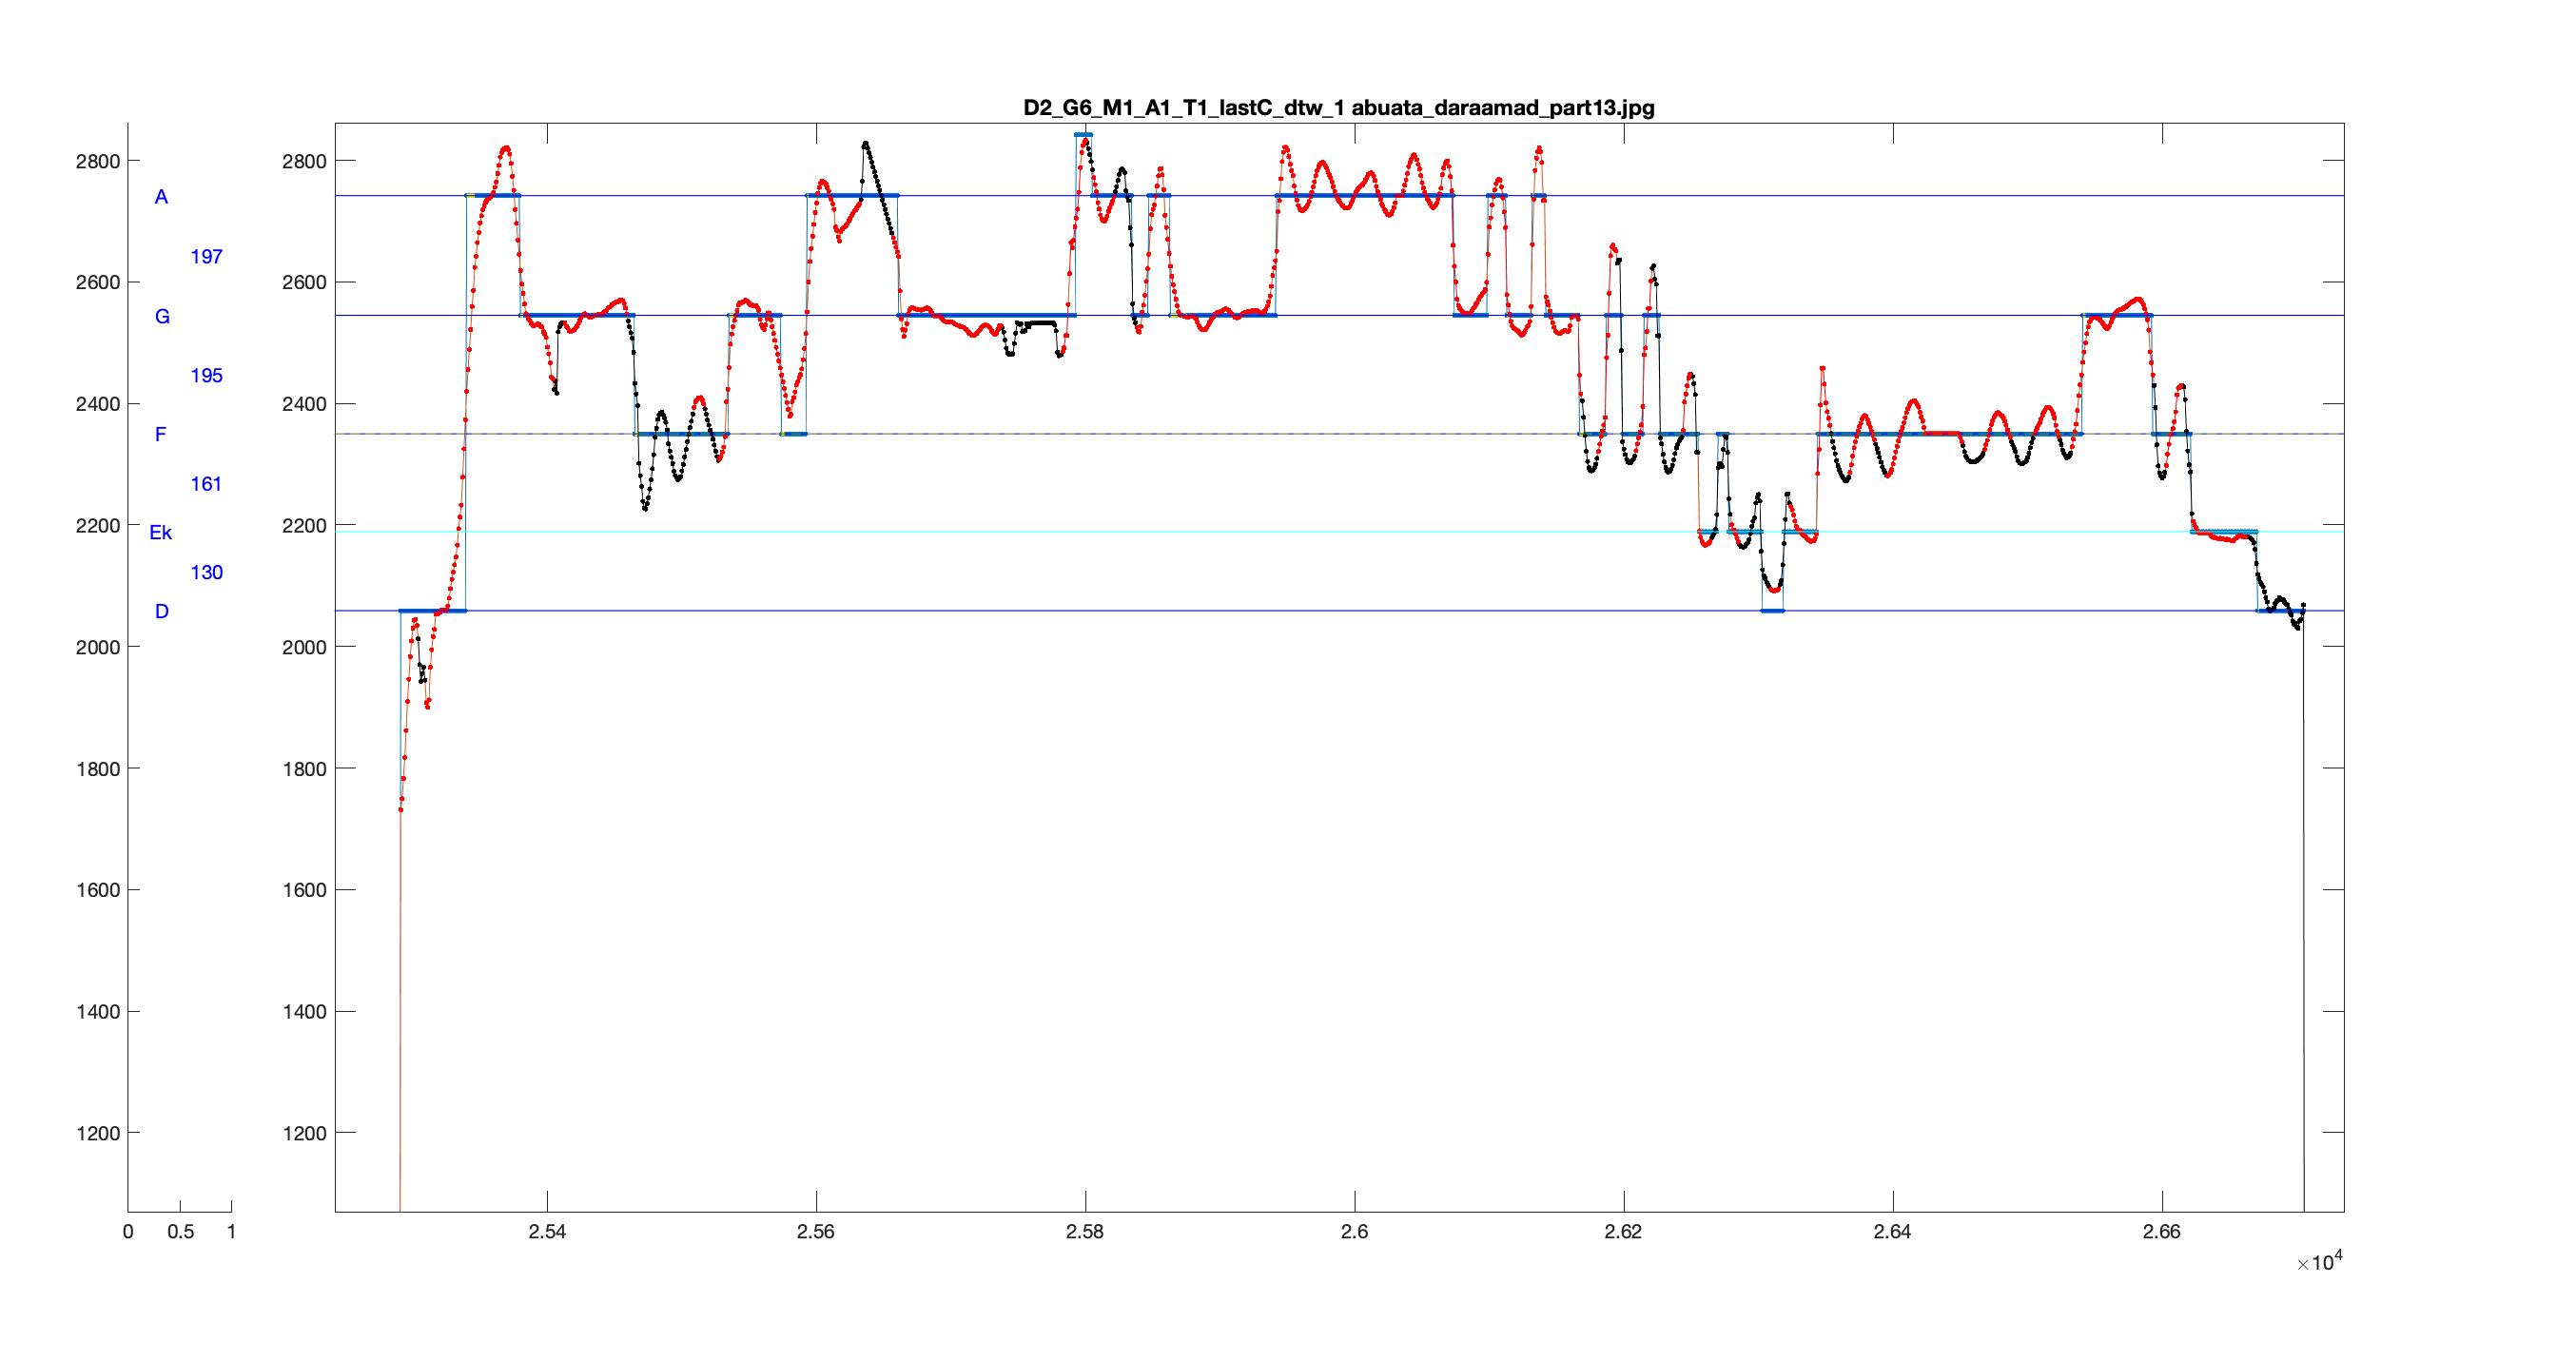 D2_G6_M1_A1_T1_lastC_dtw_1 abuata_daraamad_part13.jpg
2800 2800
A
197
2600 2600
G
195
2400 2400
F
161
2200 2200
Ek
130
D
2000 2000
1800 1800
1600 1600
1400 1400
1200 1200
0 0.5 1 2.54 2.56 2.58 2.6 2.62 2.64 2.66
×10⁴